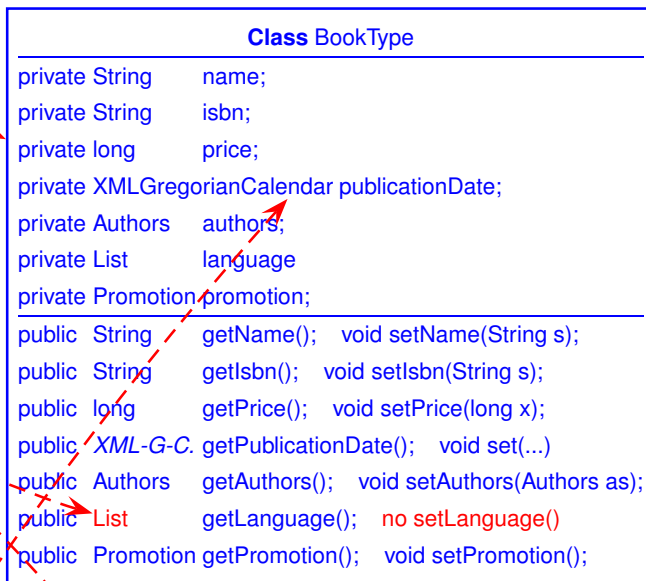 Class BookType
private String name;
private String isbn;
private long price;
private XMLGregorianCalendar publicationDate;
private Authors authors;
private List language
private Promotion promotion;
public String getName(); void setName(String s);
public String getIsbn(); void setIsbn(String s);
public long getPrice(); void setPrice(long x);
public XML-G-C. getPublicationDate(); void set(...)
public Authors getAuthors(); void setAuthors(Authors as);
public List getLanguage(); no setLanguage()
public Promotion getPromotion(); void setPromotion();